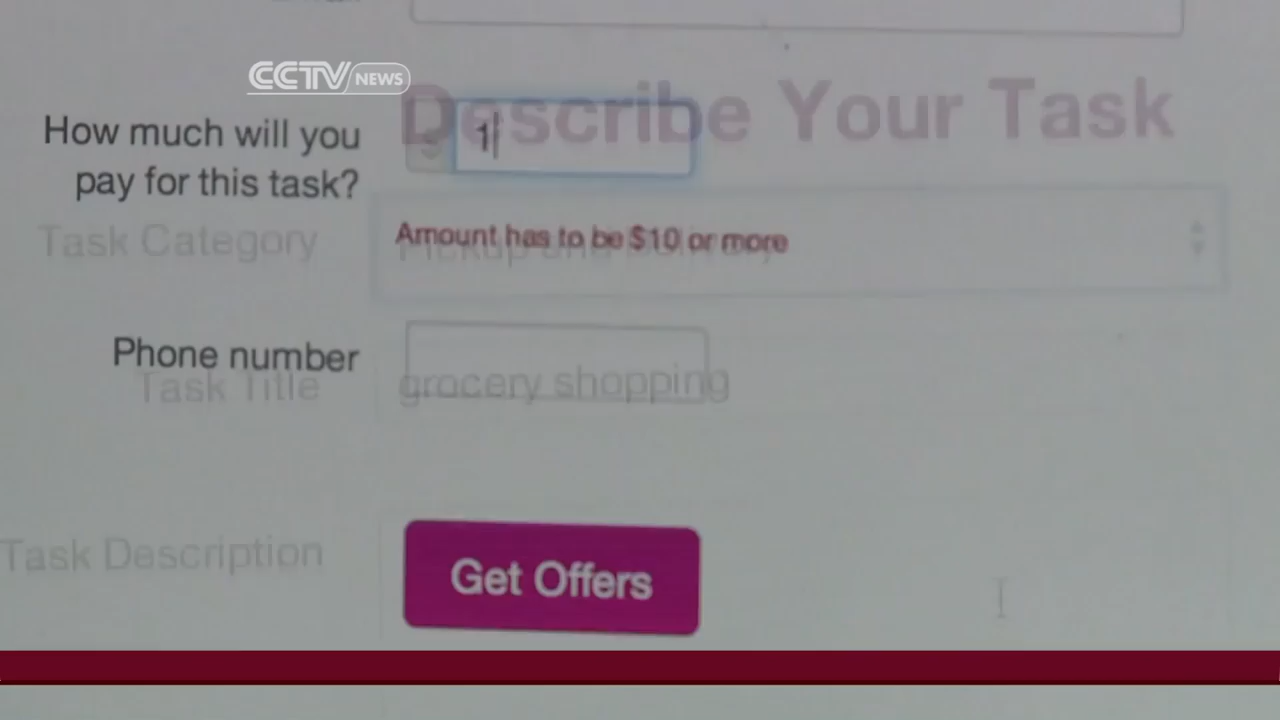 CCTV NEWS
Describe Your Task
How much will you
pay for this task?
1
Task Category
Amount has to be $10 or more
Phone number
Task Title
grocery shopping
Task Description
Get Offers